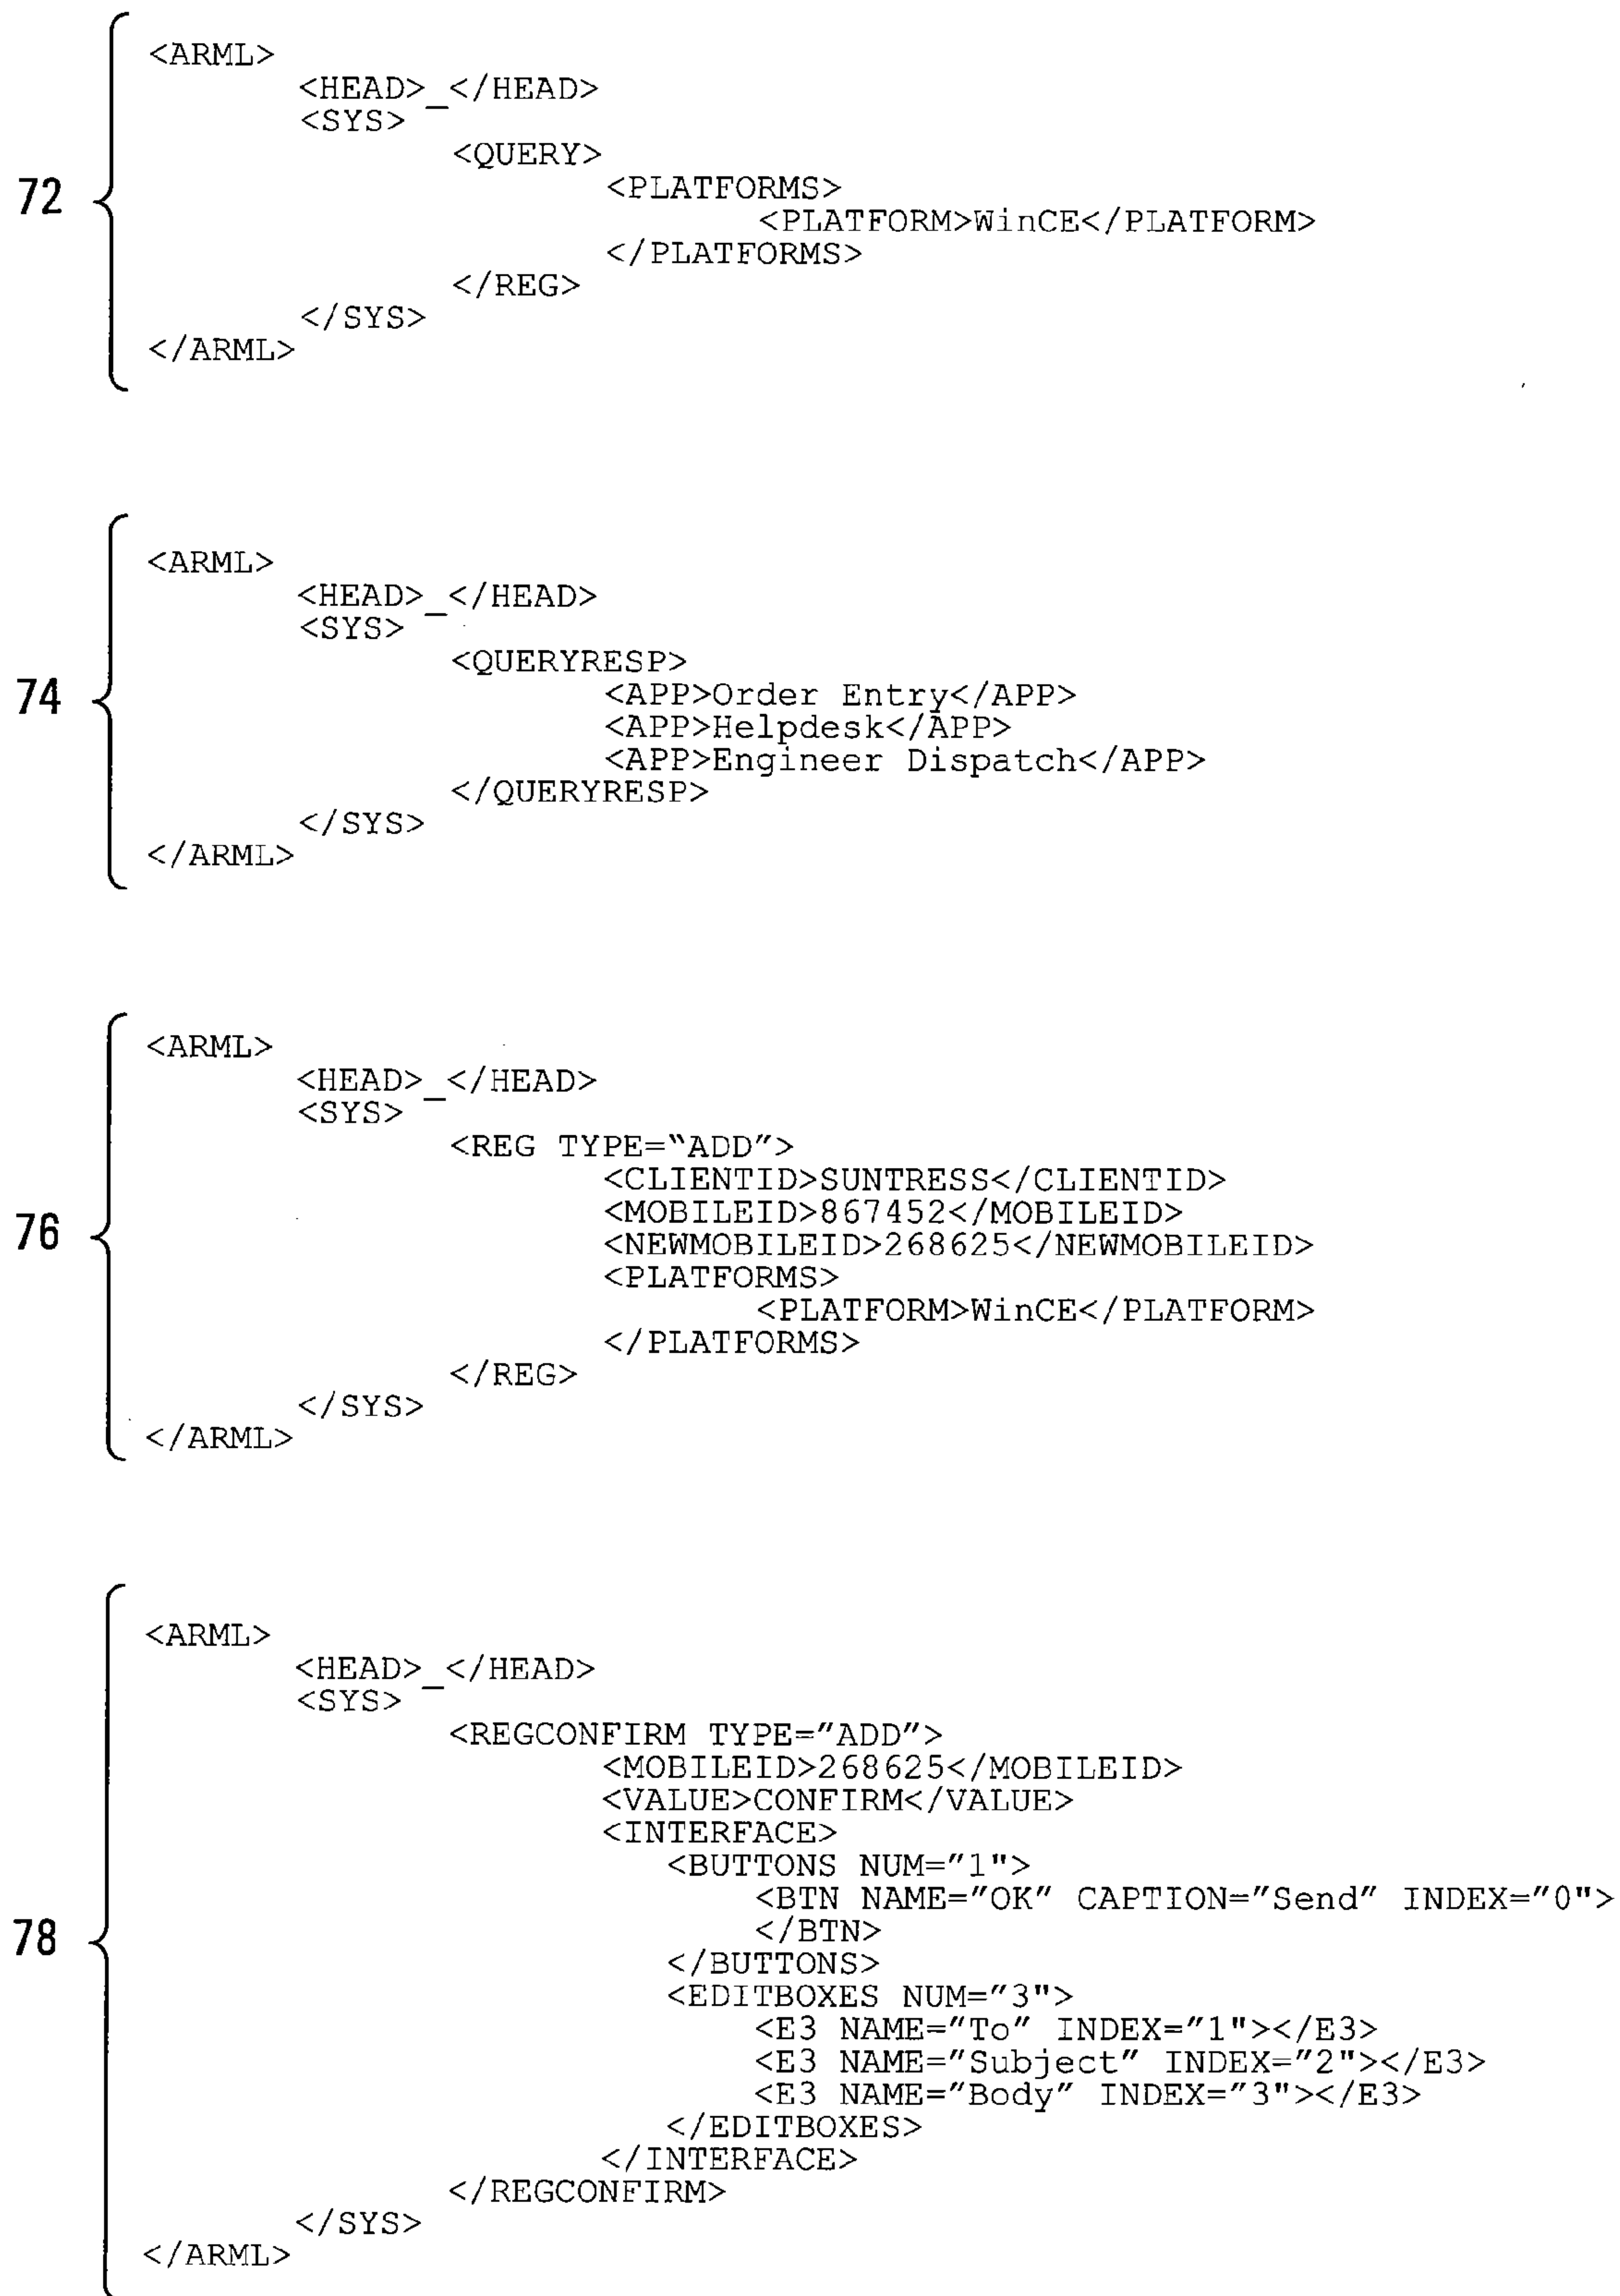 <ARML>
<HEAD>_</HEAD>
<SYS>
<QUERY>
<PLATFORMS>
72
<PLATFORM>WinCE</PLATFORM>
</PLATFORMS>
</REG>
</SYS>
</ARML>
<ARML>
<HEAD>_</HEAD>
<SYS>
<QUERYRESP>
74
<APP>Order Entry</APP>
<APP>Helpdesk</APP>
<APP>Engineer Dispatch</APP>
</QUERYRESP>
</SYS>
</ARML>
<ARML>
<HEAD>_</HEAD>
<SYS>
<REG TYPE="ADD">
<CLIENTID>SUNTRESS</CLIENTID>
<MOBILEID>867452</MOBILEID>
76
<NEWMOBILEID>268625</NEWMOBILEID>
<PLATFORMS>
<PLATFORM>WinCE</PLATFORM>
</PLATFORMS>
</REG>
</SYS>
</ARML>
<ARML>
<HEAD>_</HEAD>
<SYS>
<REGCONFIRM TYPE="ADD">
<MOBILEID>268625</MOBILEID>
<VALUE>CONFIRM</VALUE>
<INTERFACE>
<BUTTONS NUM="1">
<BTN NAME="OK" CAPTION="Send" INDEX="0">
</BTN>
78
</BUTTONS>
<EDITBOXES NUM="3">
<E3 NAME="To" INDEX="1"></E3>
<E3 NAME="Subject" INDEX="2"></E3>
<E3 NAME="Body" INDEX="3"></E3>
</EDITBOXES>
</INTERFACE>
</REGCONFIRM>
</SYS>
</ARML>